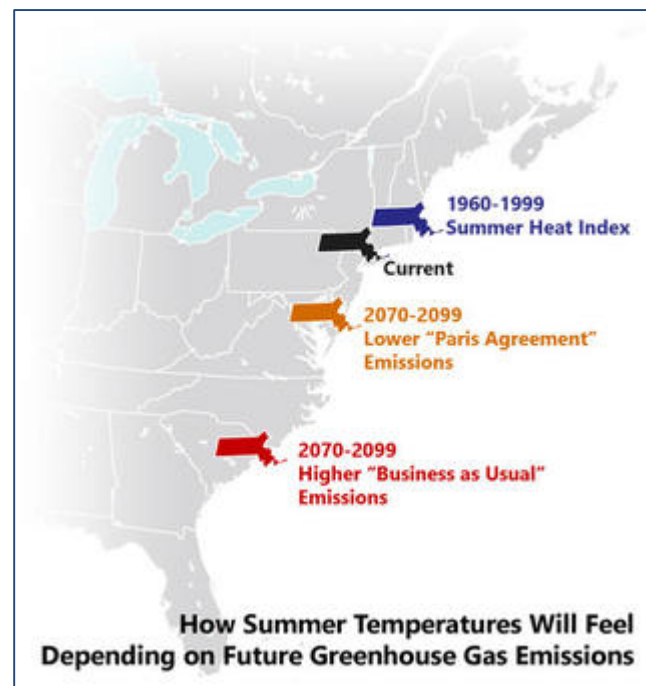 1960-1999
Summer Heat Index
Current
2070-2099
Lower “Paris Agreement”
Emissions
2070-2099
Higher “Business as Usual”
Emissions
How Summer Temperatures Will Feel
Depending on Future Greenhouse Gas Emissions